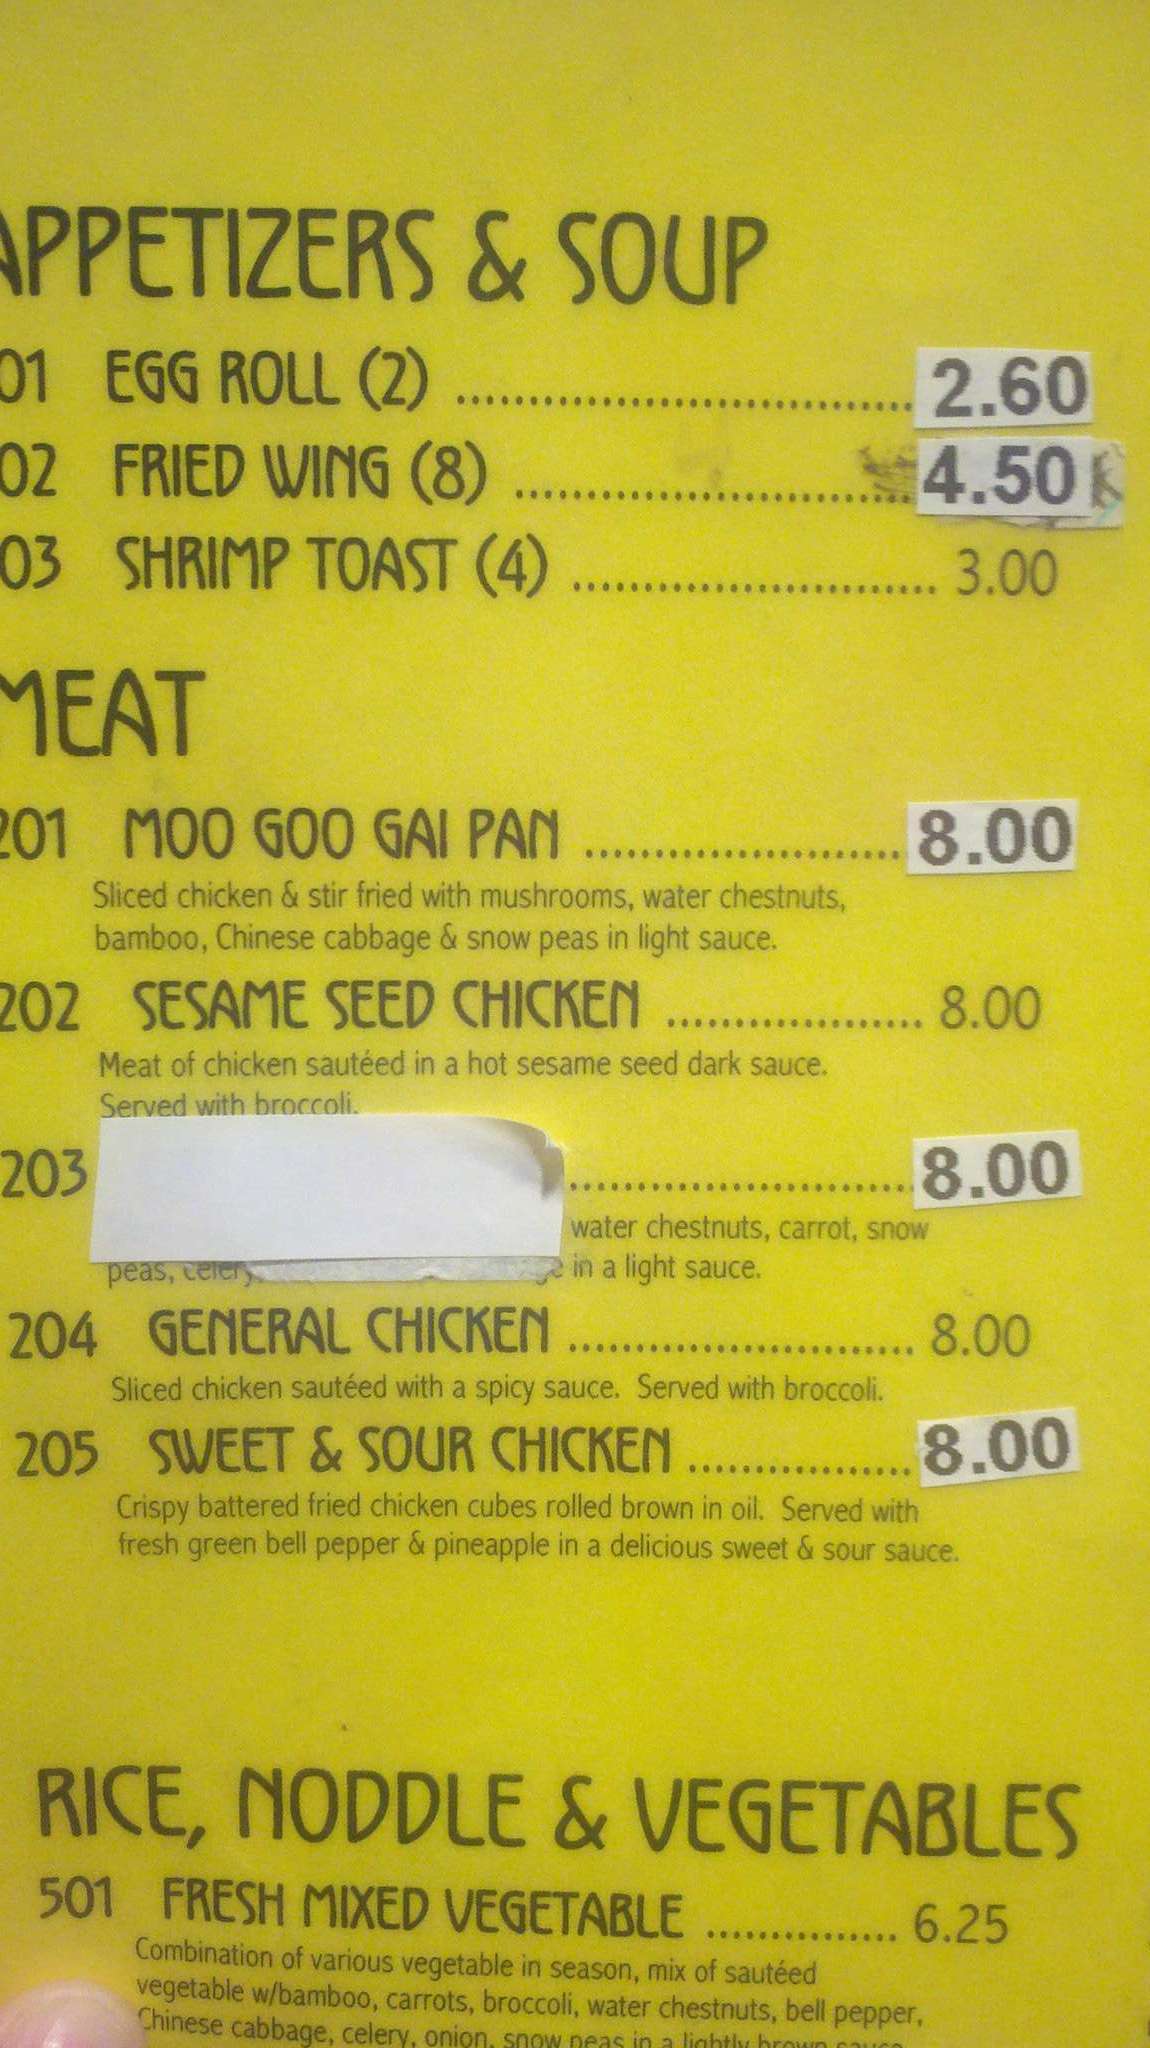 APPETIZERS & SOUP
01 EGG ROLL (2) ............................... 2.60
02 FRIED WING (8) ........................... 4.50
03 SHRIMP TOAST (4) ......................... 3.00
MEAT
201 MOO GOO GAI PAN ...................... 8.00
Sliced chicken & stir fried with mushrooms, water chestnuts,
bamboo, Chinese cabbage & snow peas in light sauce.
202 SESAME SEED CHICKEN ................... 8.00
Meat of chicken sautéed in a hot sesame seed dark sauce.
Served with broccoli.
203 ......................... 8.00
water chestnuts, carrot, snow
peas, celery in a light sauce.
204 GENERAL CHICKEN ......................... 8.00
Sliced chicken sautéed with a spicy sauce. Served with broccoli.
205 SWEET & SOUR CHICKEN ................ 8.00
Crispy battered fried chicken cubes rolled brown in oil. Served with
fresh green bell pepper & pineapple in a delicious sweet & sour sauce.
RICE, NODDLE & VEGETABLES
501 FRESH MIXED VEGETABLE .............. 6.25
Combination of various vegetable in season, mix of sautéed
vegetable w/bamboo, carrots, broccoli, water chestnuts, bell pepper,
Chinese cabbage, celery, onion, snow peas in a lightly brown sauce